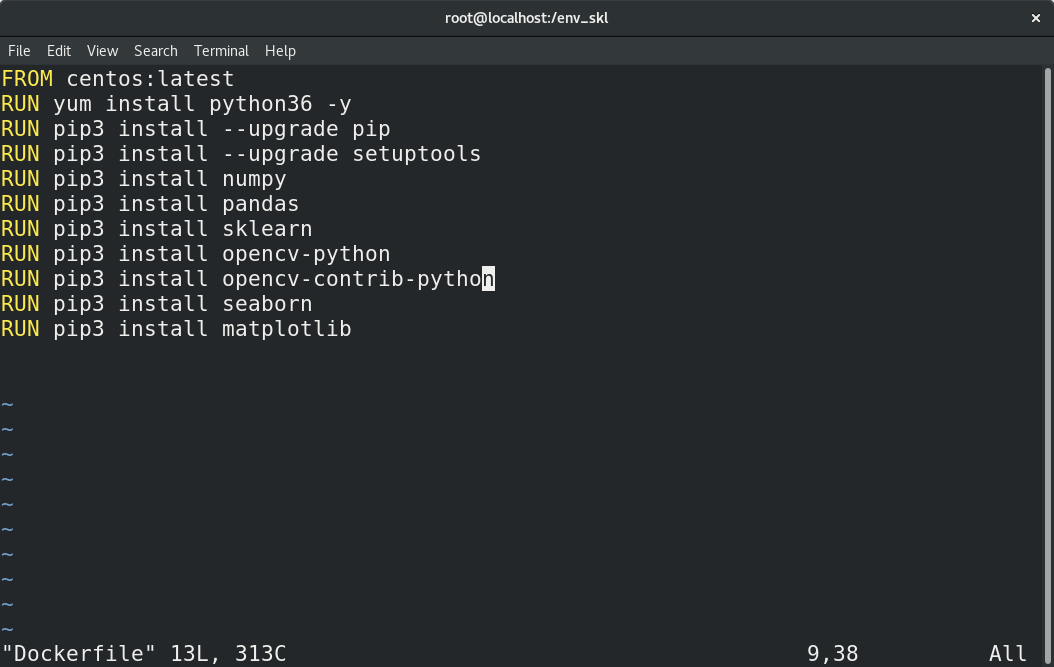 root@localhost:/env_skl ×
File Edit View Search Terminal Help
FROM centos:latest
RUN yum install python36 -y
RUN pip3 install --upgrade pip
RUN pip3 install --upgrade setuptools
RUN pip3 install numpy
RUN pip3 install pandas
RUN pip3 install sklearn
RUN pip3 install opencv-python
RUN pip3 install opencv-contrib-python
RUN pip3 install seaborn
RUN pip3 install matplotlib
~
~
~
~
~
~
~
~
~
~
"Dockerfile" 13L, 313C 9,38 All